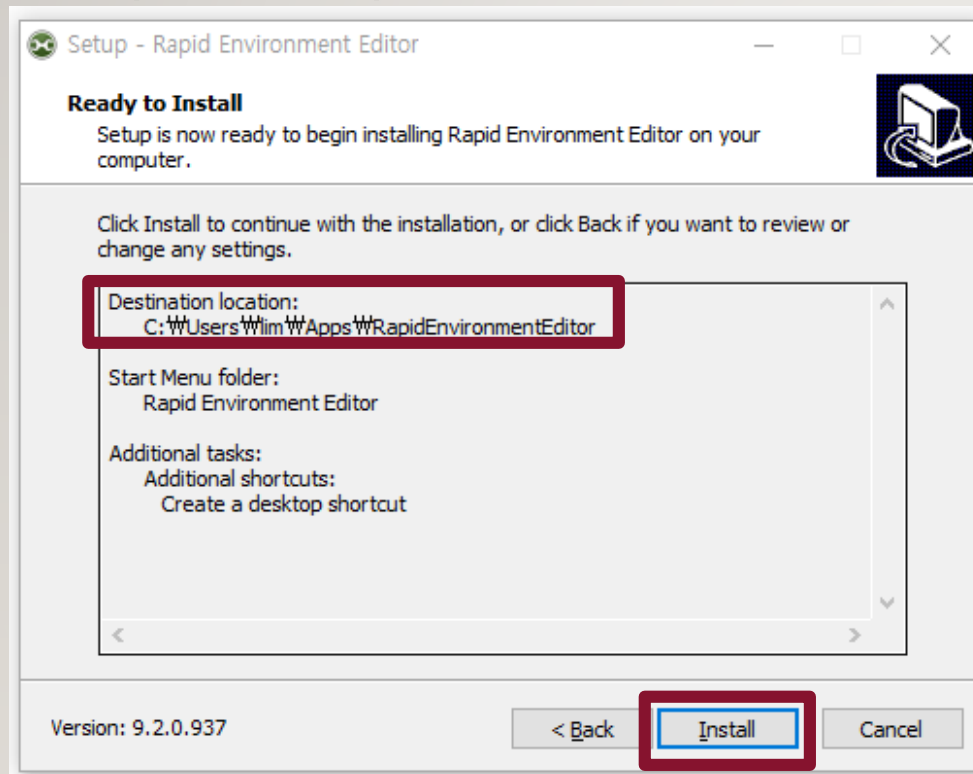 Setup - Rapid Environment Editor
Ready to Install
Setup is now ready to begin installing Rapid Environment Editor on your
computer.
Click Install to continue with the installation, or click Back if you want to review or
change any settings.
Destination location:
C:₩Users₩lim₩Apps₩RapidEnvironmentEditor
Start Menu folder:
Rapid Environment Editor
Additional tasks:
Additional shortcuts:
Create a desktop shortcut
Version: 9.2.0.937
< Back
Install
Cancel